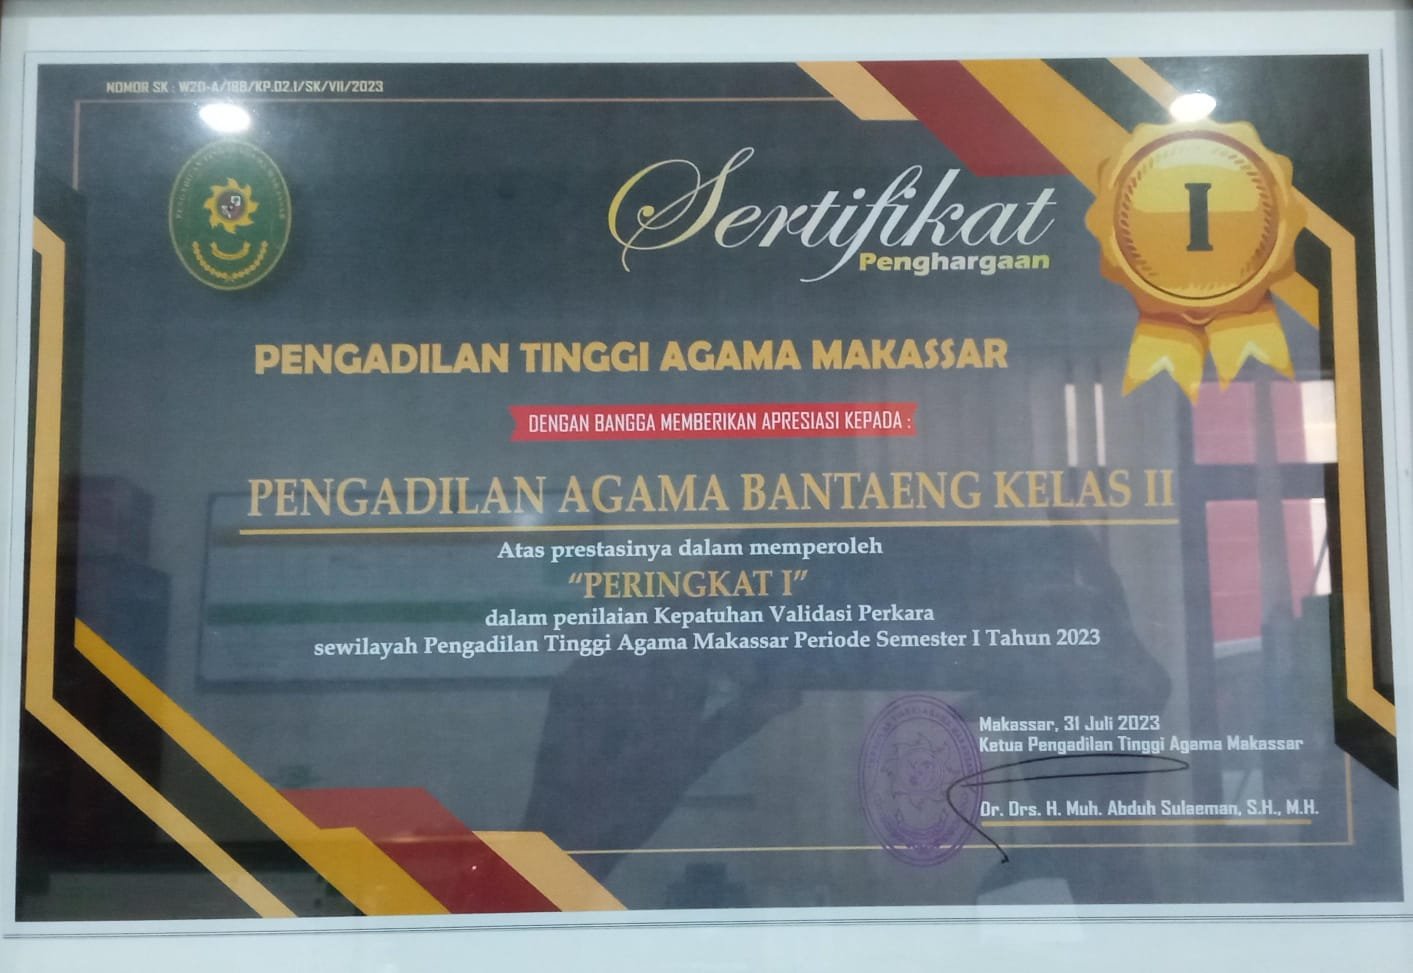 NOMOR SK : W20-A/188/KP.02.1/SK/VII/2023
Sertifikat
Penghargaan
I
PENGADILAN TINGGI AGAMA MAKASSAR
DENGAN BANGGA MEMBERIKAN APRESIASI KEPADA :
PENGADILAN AGAMA BANTAENG KELAS II
Atas prestasinya dalam memperoleh
“PERINGKAT I”
dalam penilaian Kepatuhan Validasi Perkara
sewilayah Pengadilan Tinggi Agama Makassar Periode Semester I Tahun 2023
Makassar, 31 Juli 2023
Ketua Pengadilan Tinggi Agama Makassar
Dr. Drs. H. Muh. Abduh Sulaeman, S.H., M.H.